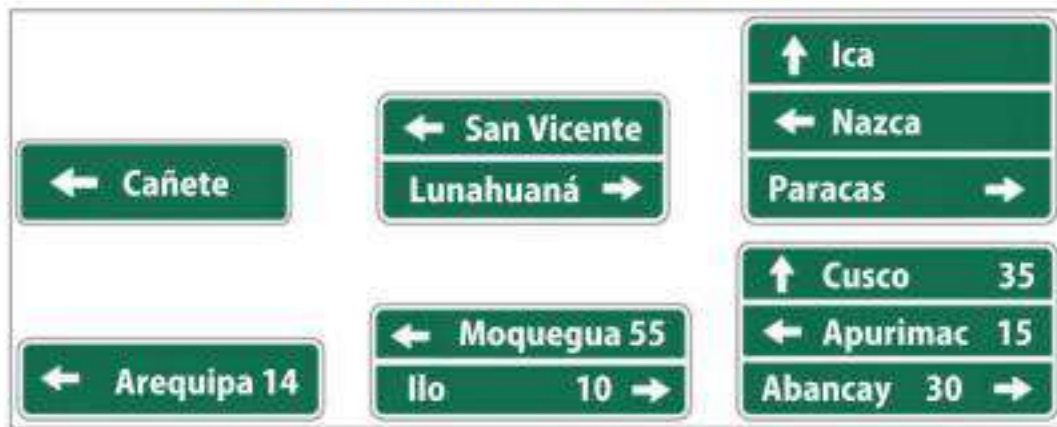 Cañete
San Vicente
Lunahuaná
Ica
Nazca
Paracas
Arequipa 14
Moquegua 55
Ilo 10
Cusco 35
Apurimac 15
Abancay 30